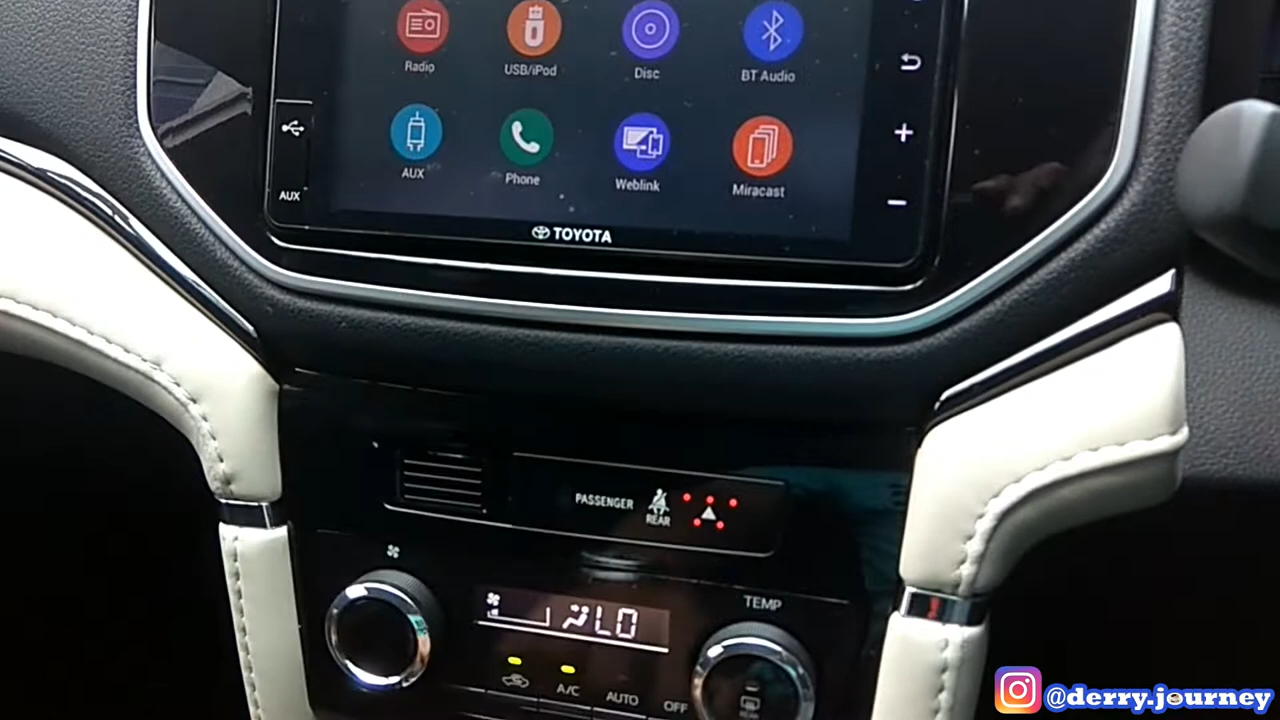 Radio
USB/iPod
Disc
BT Audio
AUX
Phone
Weblink
Miracast
AUX
TOYOTA
PASSENGER
REAR
TEMP
LO
A/C
AUTO
OFF
@derry.journey